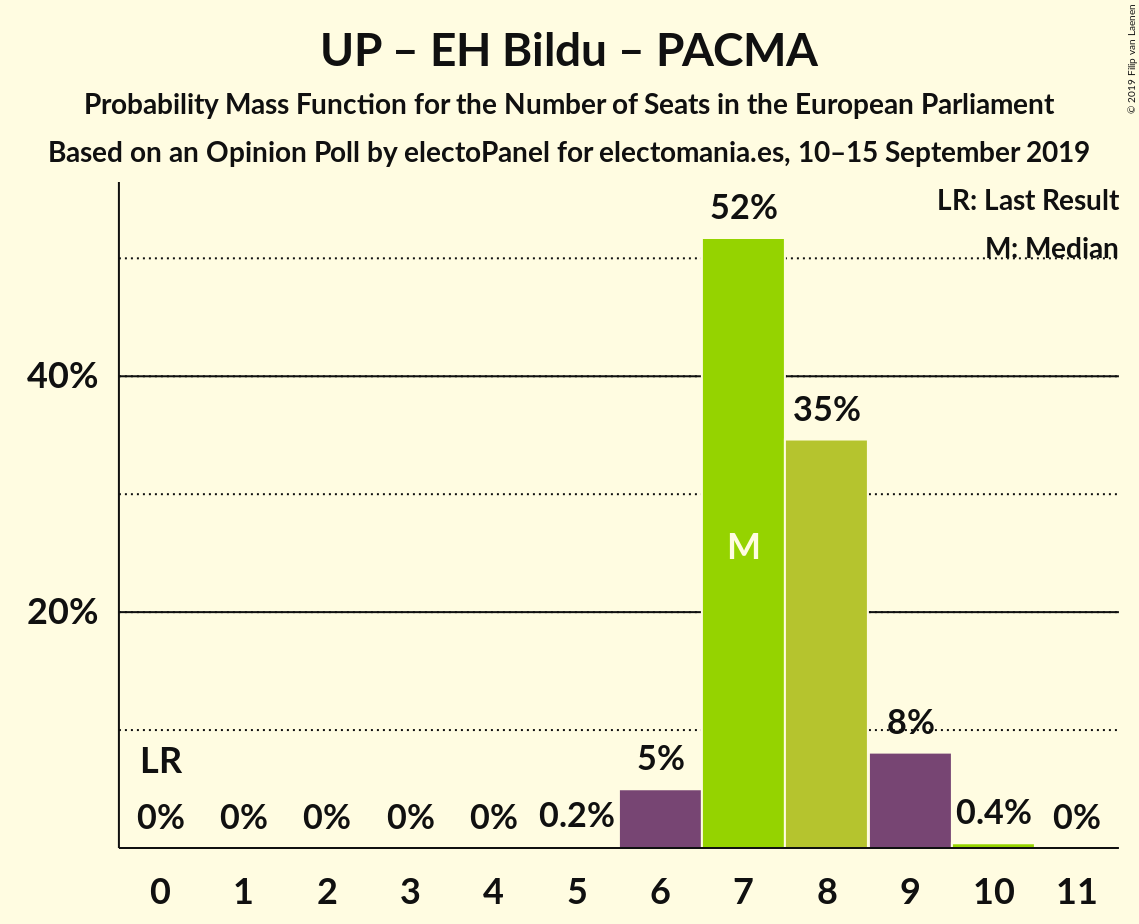 UP – EH Bildu – PACMA
Probability Mass Function for the Number of Seats in the European Parliament
Based on an Opinion Poll by electoPanel for electomania.es, 10–15 September 2019
© 2019 Filip van Laenen
LR: Last Result
M: Median
52%
40%
35%
M
20%
8%
LR
5%
0% 0% 0% 0% 0% 0.2% 0.4% 0%
0 1 2 3 4 5 6 7 8 9 10 11